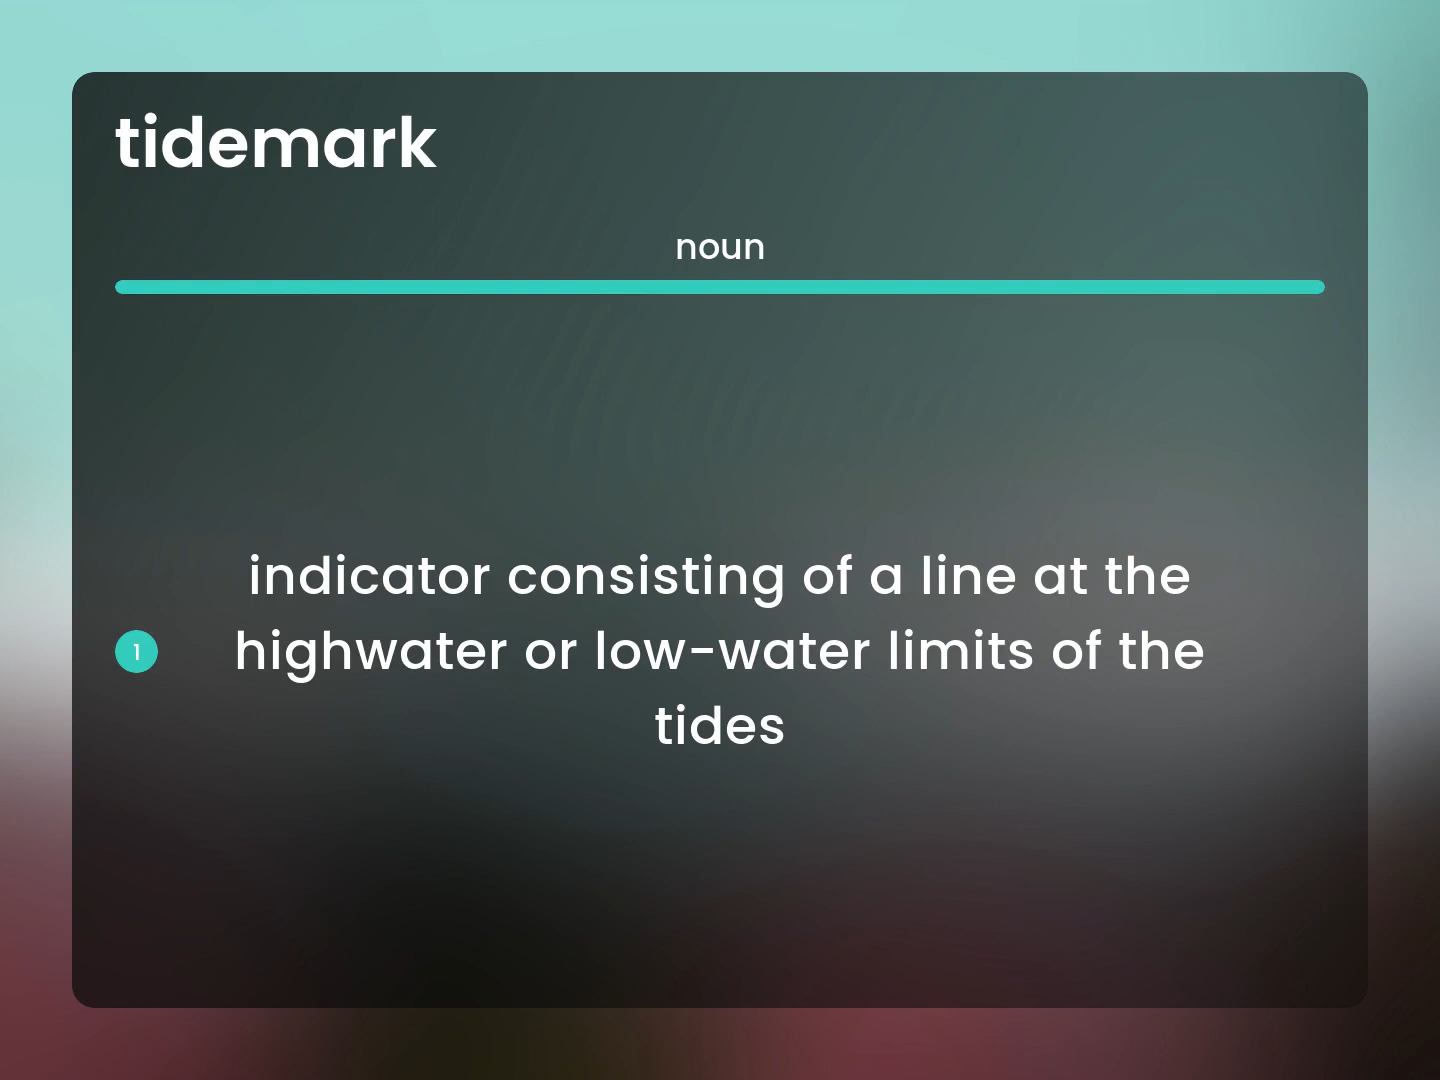 tidemark
noun
indicator consisting of a line at the
1
highwater or low-water limits of the
tides